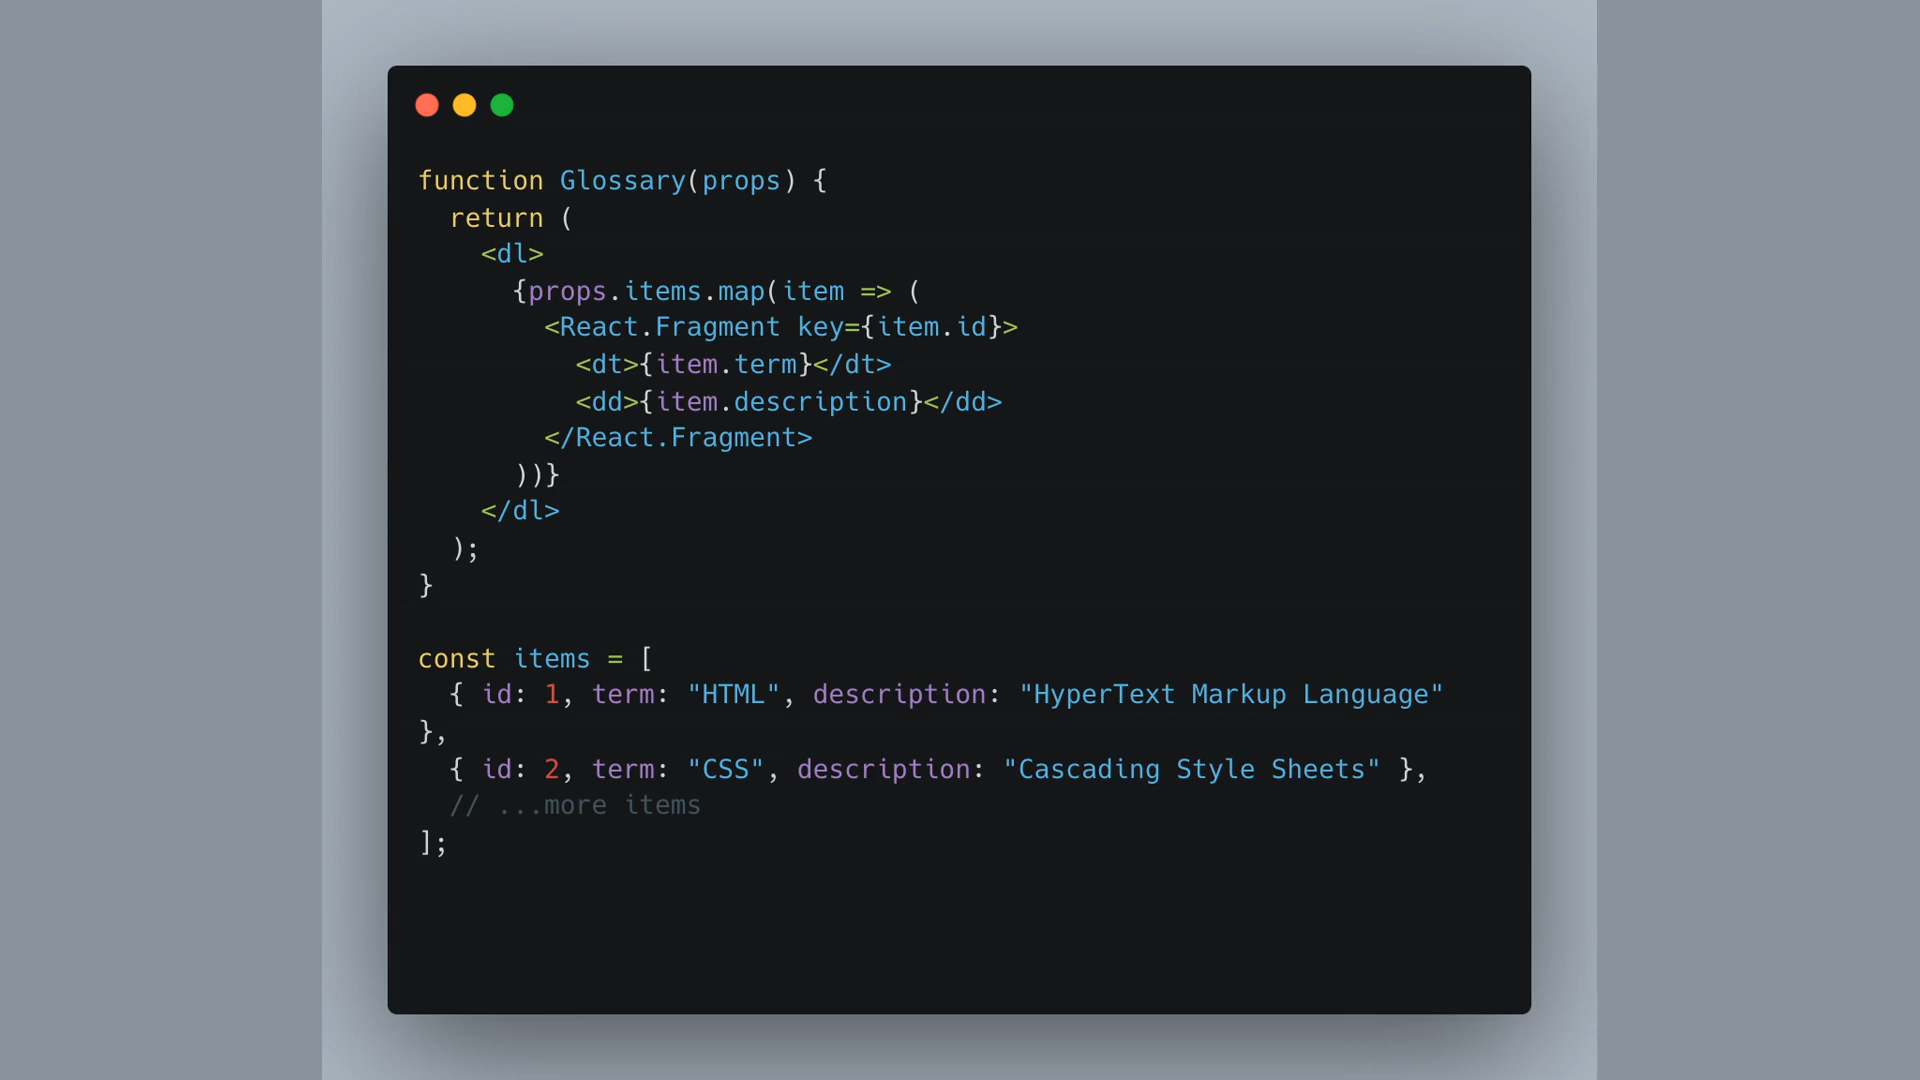 function Glossary(props) {
  return (
    <dl>
      {props.items.map(item => (
        <React.Fragment key={item.id}>
          <dt>{item.term}</dt>
          <dd>{item.description}</dd>
        </React.Fragment>
      ))}
    </dl>
  );
}

const items = [
  { id: 1, term: "HTML", description: "HyperText Markup Language"
},
  { id: 2, term: "CSS", description: "Cascading Style Sheets" },
  // ...more items
];